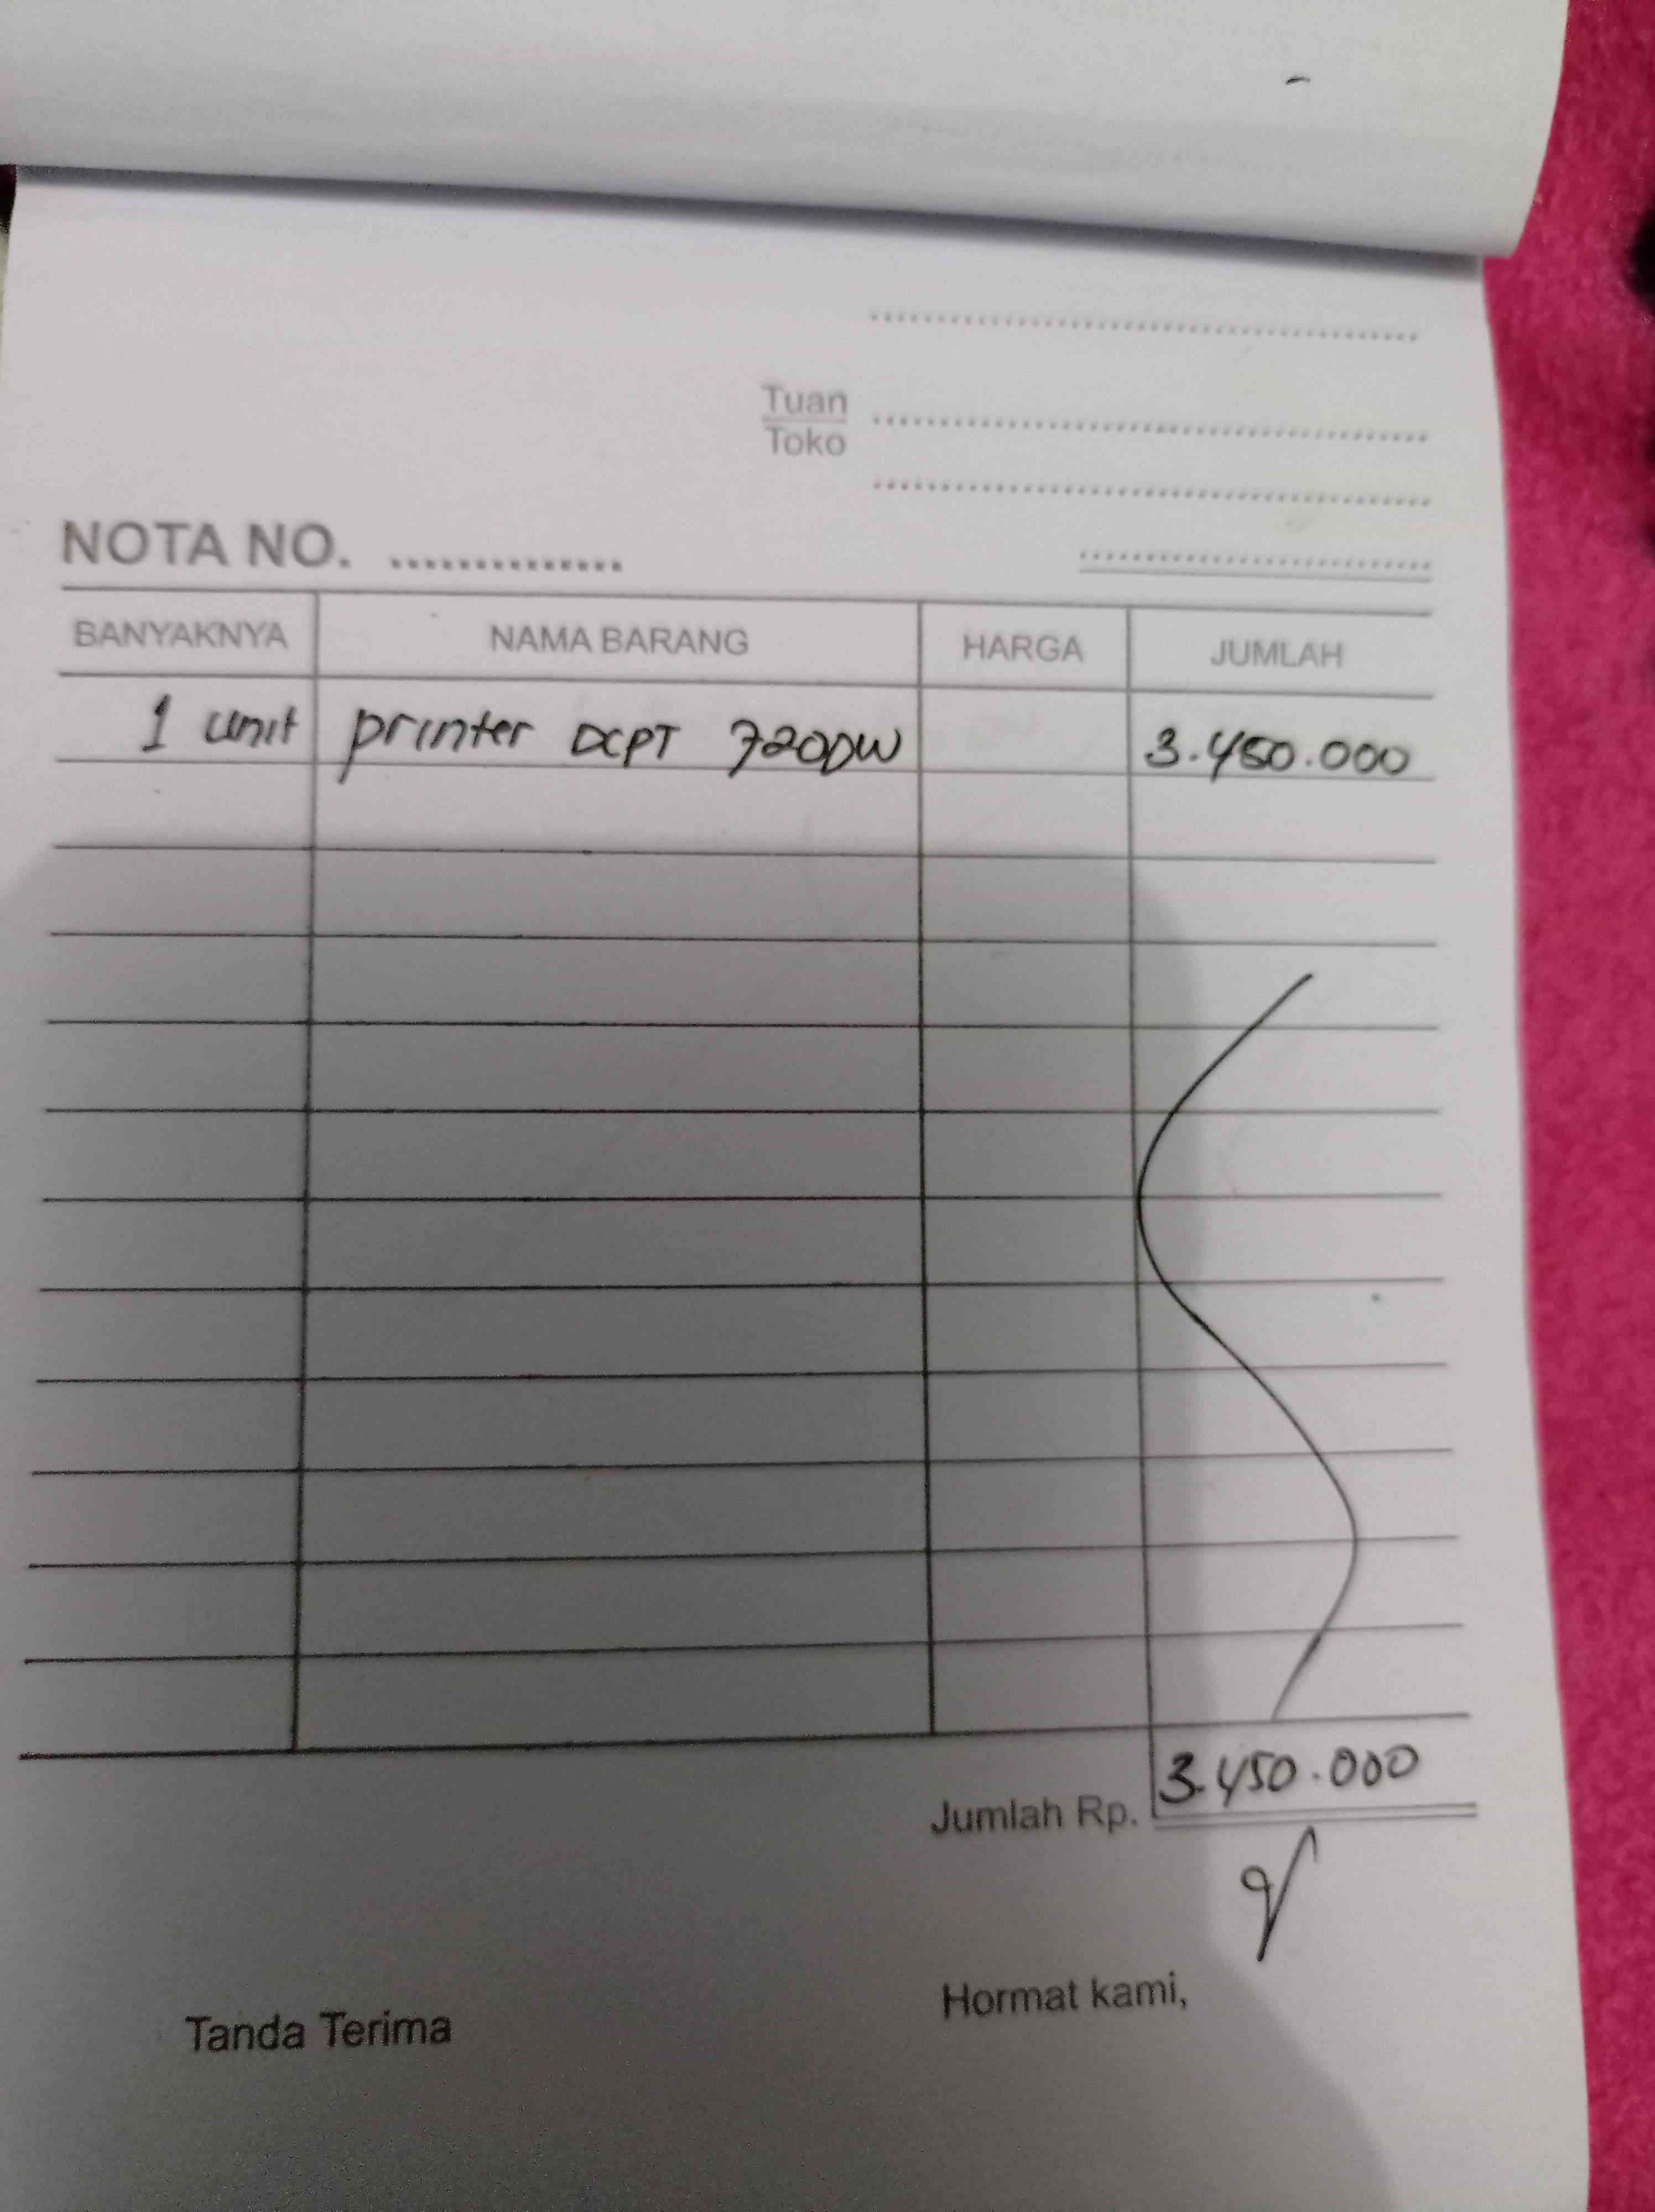 Tuan
Toko
NOTA NO.
BANYAKNYA NAMA BARANG HARGA JUMLAH
1 unit printer DCPT 720DW 3.450.000
Jumlah Rp. 3.450.000
Tanda Terima Hormat kami,